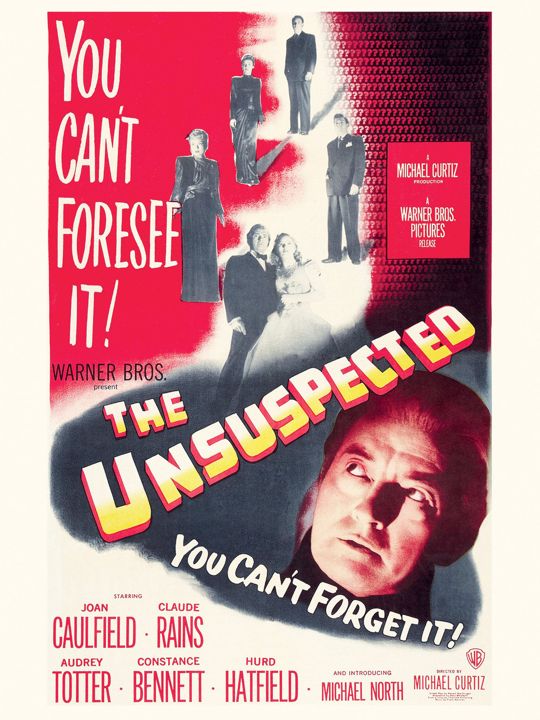 YOU
CAN'T
FORESEE
IT!
A
MICHAEL CURTIZ
PRODUCTION
A
WARNER BROS.
PICTURES
RELEASE
WARNER BROS.
present
THE
UNSUSPECTED
YOU CAN'T FORGET IT!
STARRING
JOAN CAULFIELD · CLAUDE RAINS
AUDREY TOTTER · CONSTANCE BENNETT · HURD HATFIELD · AND INTRODUCING MICHAEL NORTH
WB
DIRECTED BY
MICHAEL CURTIZ